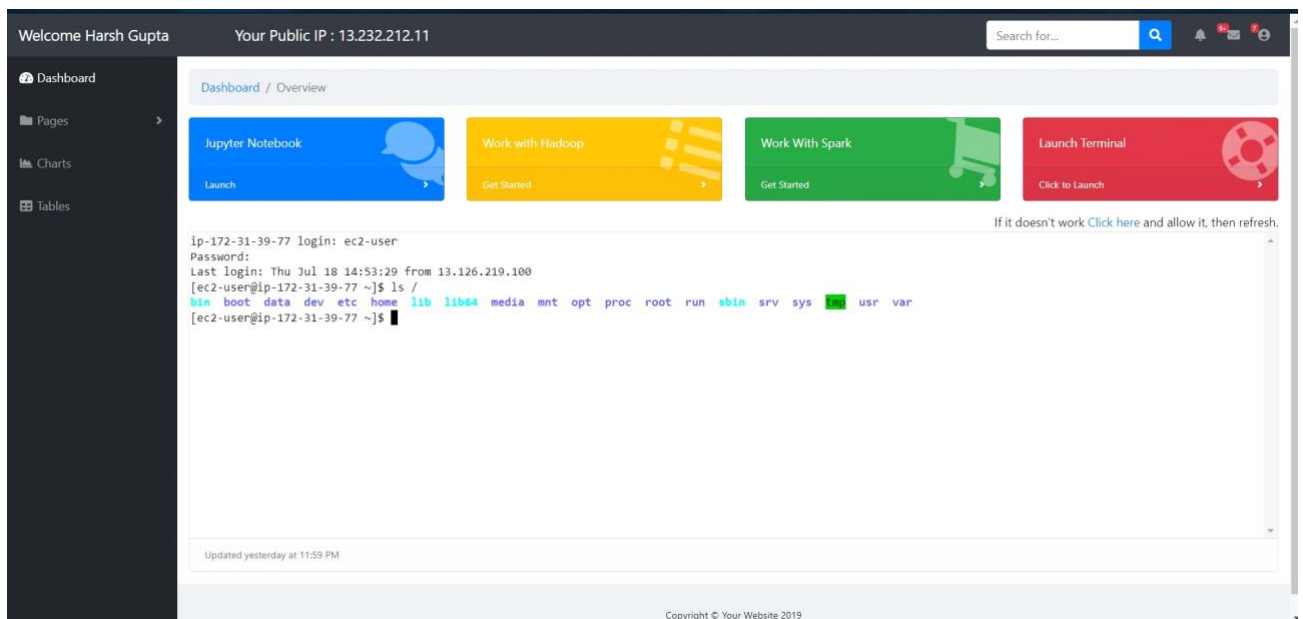 Welcome Harsh Gupta
Your Public IP : 13.232.212.11
Search for...
9+
7
Dashboard
Pages
Charts
Tables
Dashboard / Overview
Jupyter Notebook
Launch
Work with Hadoop
Get Started
Work With Spark
Get Started
Launch Terminal
Click to Launch
If it doesn't work Click here and allow it, then refresh.
ip-172-31-39-77 login: ec2-user
Password:
Last login: Thu Jul 18 14:53:29 from 13.126.219.100
[ec2-user@ip-172-31-39-77 ~]$ ls /
bin boot data dev etc home lib lib64 media mnt opt proc root run sbin srv sys tmp usr var
[ec2-user@ip-172-31-39-77 ~]$
Updated yesterday at 11:59 PM
Copyright © Your Website 2019